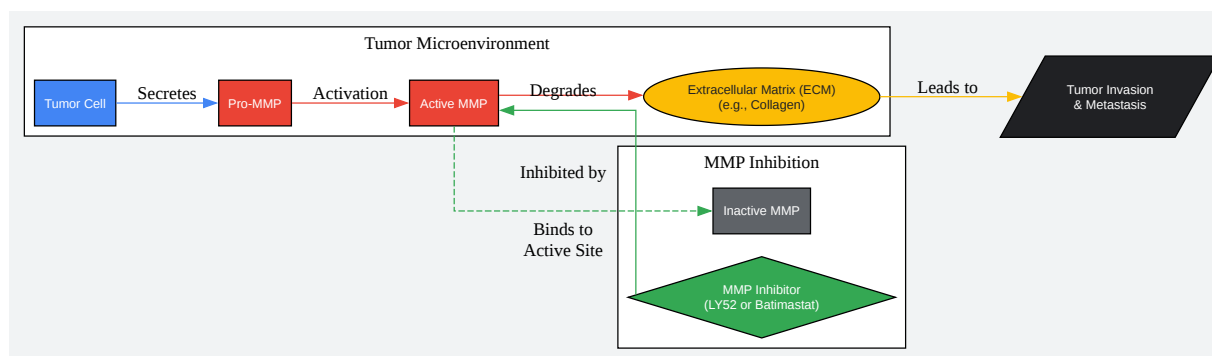 Tumor Microenvironment
Tumor Cell
Secretes
Pro-MMP
Activation
Active MMP
Degrades
Extracellular Matrix (ECM)
(e.g., Collagen)
Leads to
Tumor Invasion
& Metastasis
MMP Inhibition
Inhibited by
Inactive MMP
Binds to
Active Site
MMP Inhibitor
(LY52 or Batimastat)